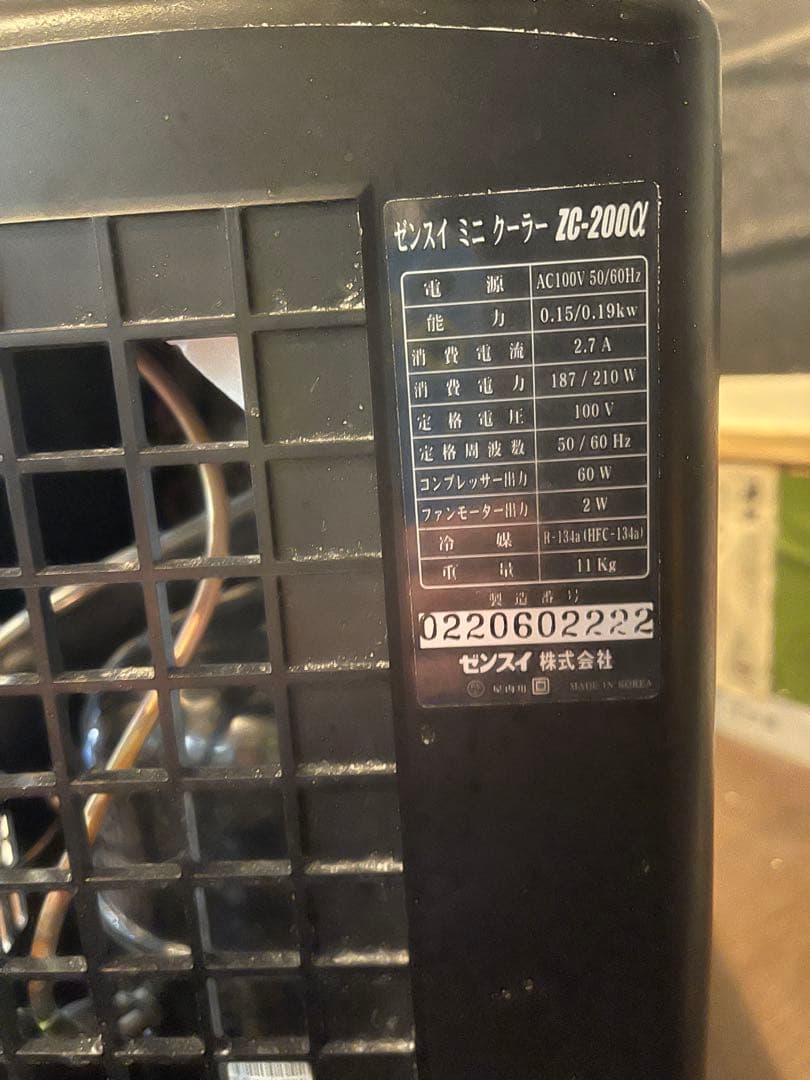 ゼンスイ ミニ クーラー ZC-200α
電源 AC100V 50/60Hz
能力 0.15/0.19kw
消費電流 2.7 A
消費電力 187 / 210 W
定格電圧 100 V
定格周波数 50 / 60 Hz
コンプレッサー出力 60 W
ファンモーター出力 2 W
冷媒 R-134a (HFC-134a)
重量 11 Kg
製造番号
0220602222
ゼンスイ 株式会社
屋内用 MADE IN KOREA